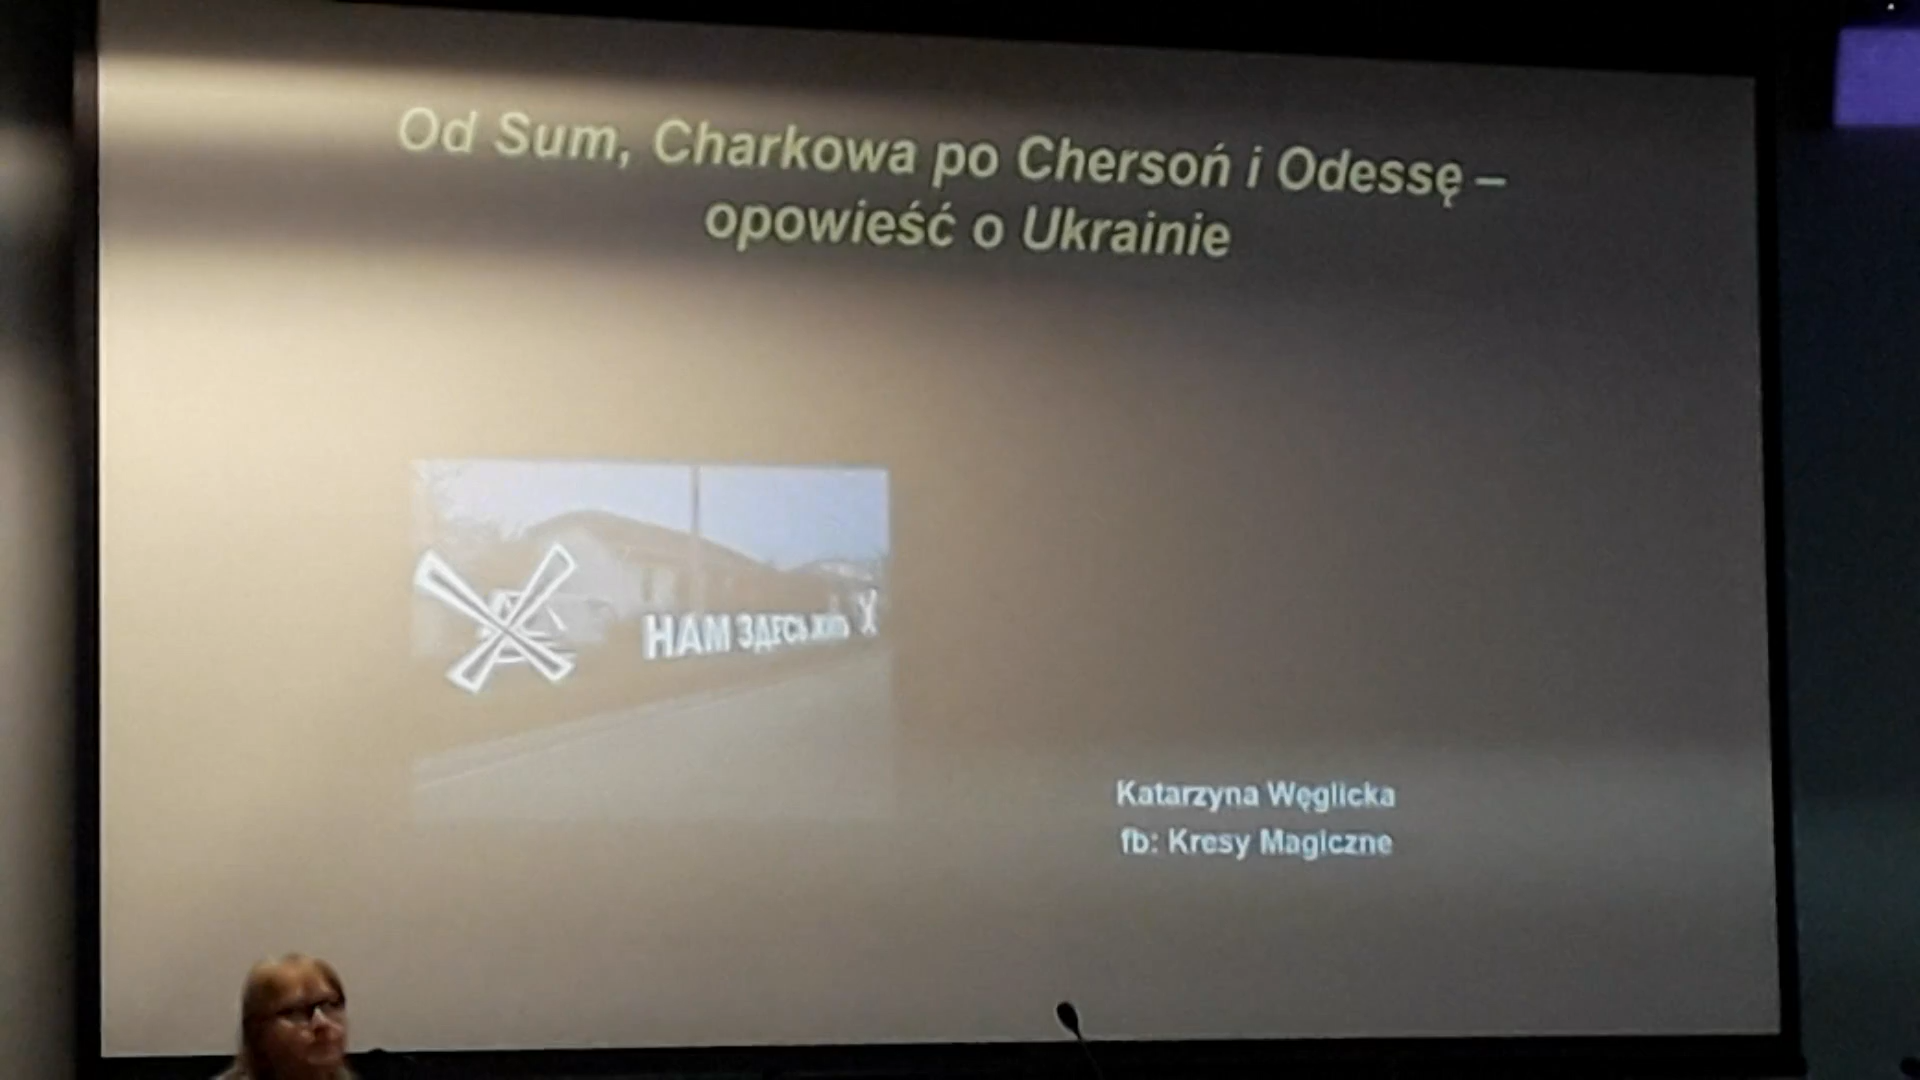 Od Sum, Charkowa po Chersoń i Odessę –
opowieść o Ukrainie
НАМ ЗДЕСЬ ЖИТЬ
Katarzyna Węglicka
fb: Kresy Magiczne